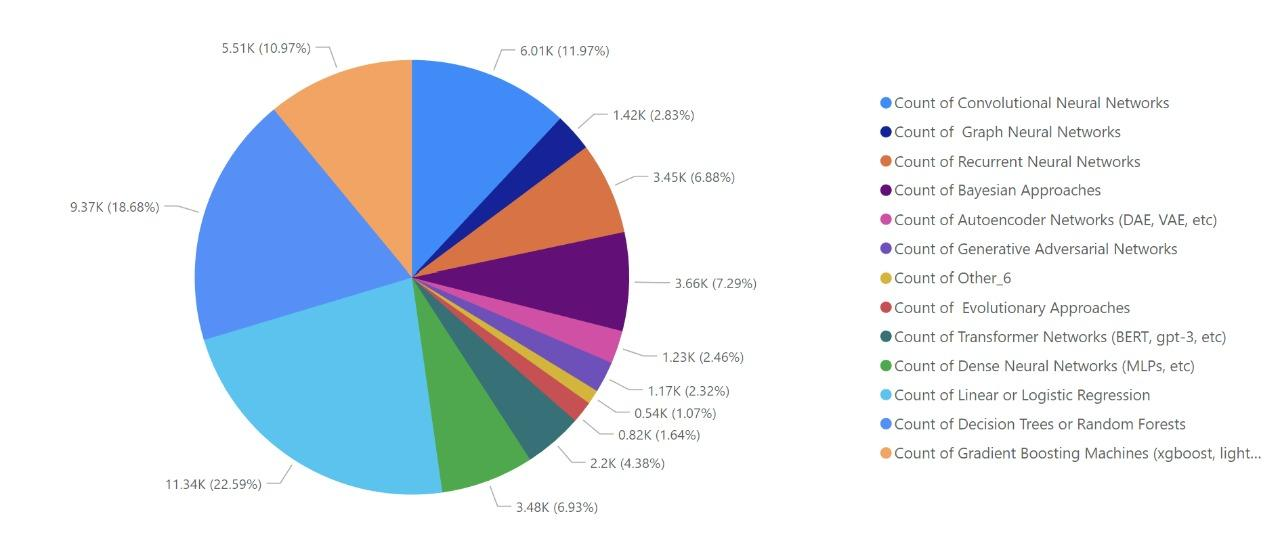 5.51K (10.97%)
6.01K (11.97%)
1.42K (2.83%)
3.45K (6.88%)
9.37K (18.68%)
3.66K (7.29%)
1.23K (2.46%)
1.17K (2.32%)
0.54K (1.07%)
0.82K (1.64%)
2.2K (4.38%)
11.34K (22.59%)
3.48K (6.93%)
Count of Convolutional Neural Networks
Count of  Graph Neural Networks
Count of Recurrent Neural Networks
Count of Bayesian Approaches
Count of Autoencoder Networks (DAE, VAE, etc)
Count of Generative Adversarial Networks
Count of Other_6
Count of  Evolutionary Approaches
Count of Transformer Networks (BERT, gpt-3, etc)
Count of Dense Neural Networks (MLPs, etc)
Count of Linear or Logistic Regression
Count of Decision Trees or Random Forests
Count of Gradient Boosting Machines (xgboost, light...